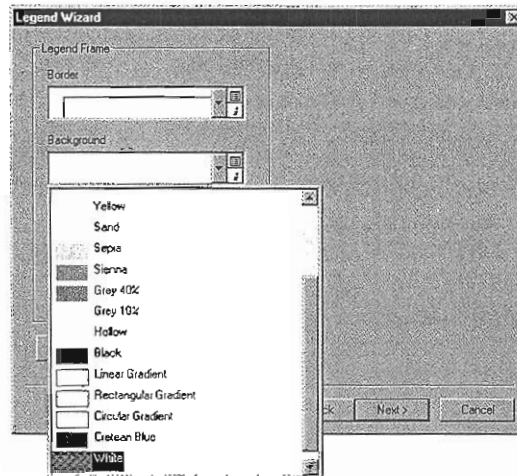 Legend Wizard
Legend Frame
Border
Background
Yellow
Sand
Sepia
Sienna
Grey 40%
Grey 10%
Hollow
Black
Linear Gradient
Rectangular Gradient
Circular Gradient
Cretean Blue
White
ck
Next >
Cancel